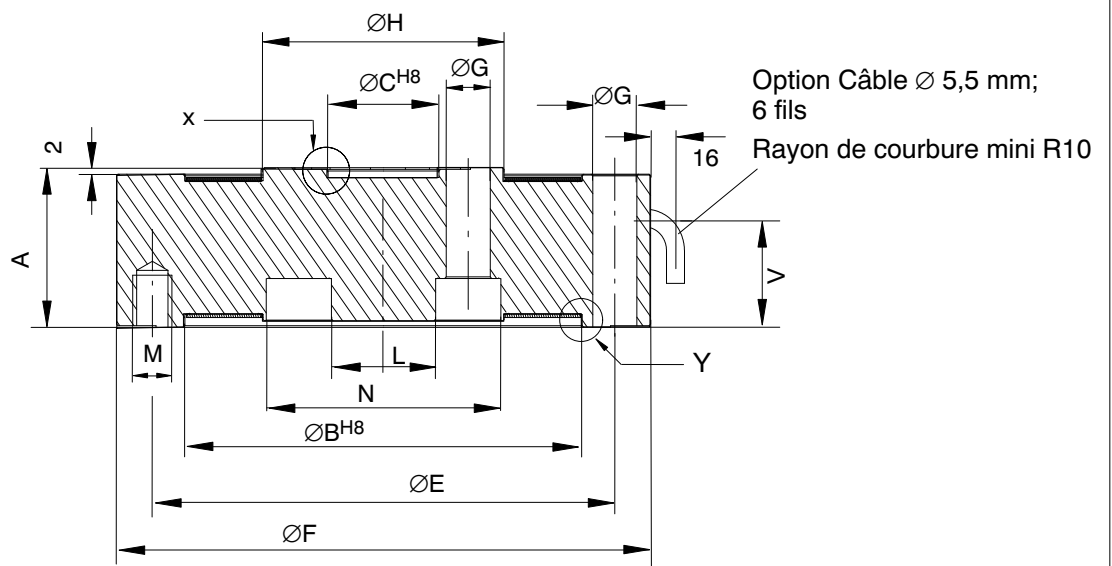 ØH
ØG
ØC H8
x
2
ØG
Option Câble ∅ 5,5 mm;
6 fils
16
Rayon de courbure mini R10
A
V
M
L
N
Y
ØB H8
ØE
ØF